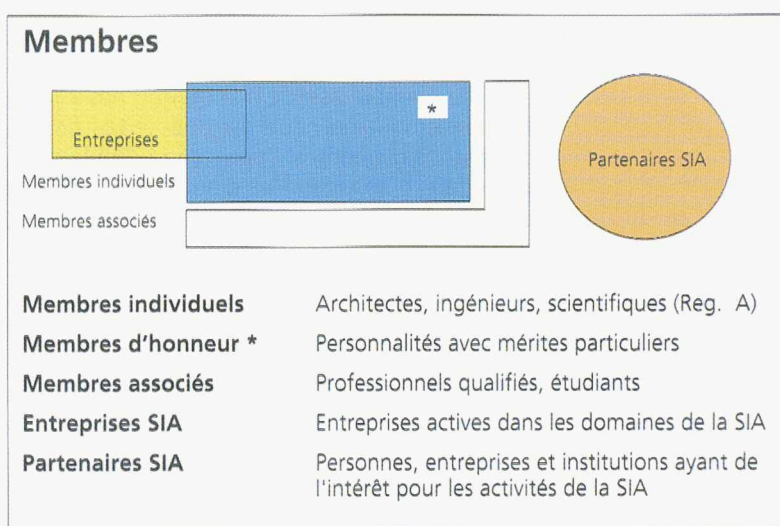 Membres
*
Entreprises
Partenaires SIA
Membres individuels
Membres associés
Membres individuels Architectes, ingénieurs, scientifiques (Reg. A)
Membres d'honneur * Personnalités avec mérites particuliers
Membres associés Professionnels qualifiés, étudiants
Entreprises SIA Entreprises actives dans les domaines de la SIA
Partenaires SIA Personnes, entreprises et institutions ayant de
l'intérêt pour les activités de la SIA